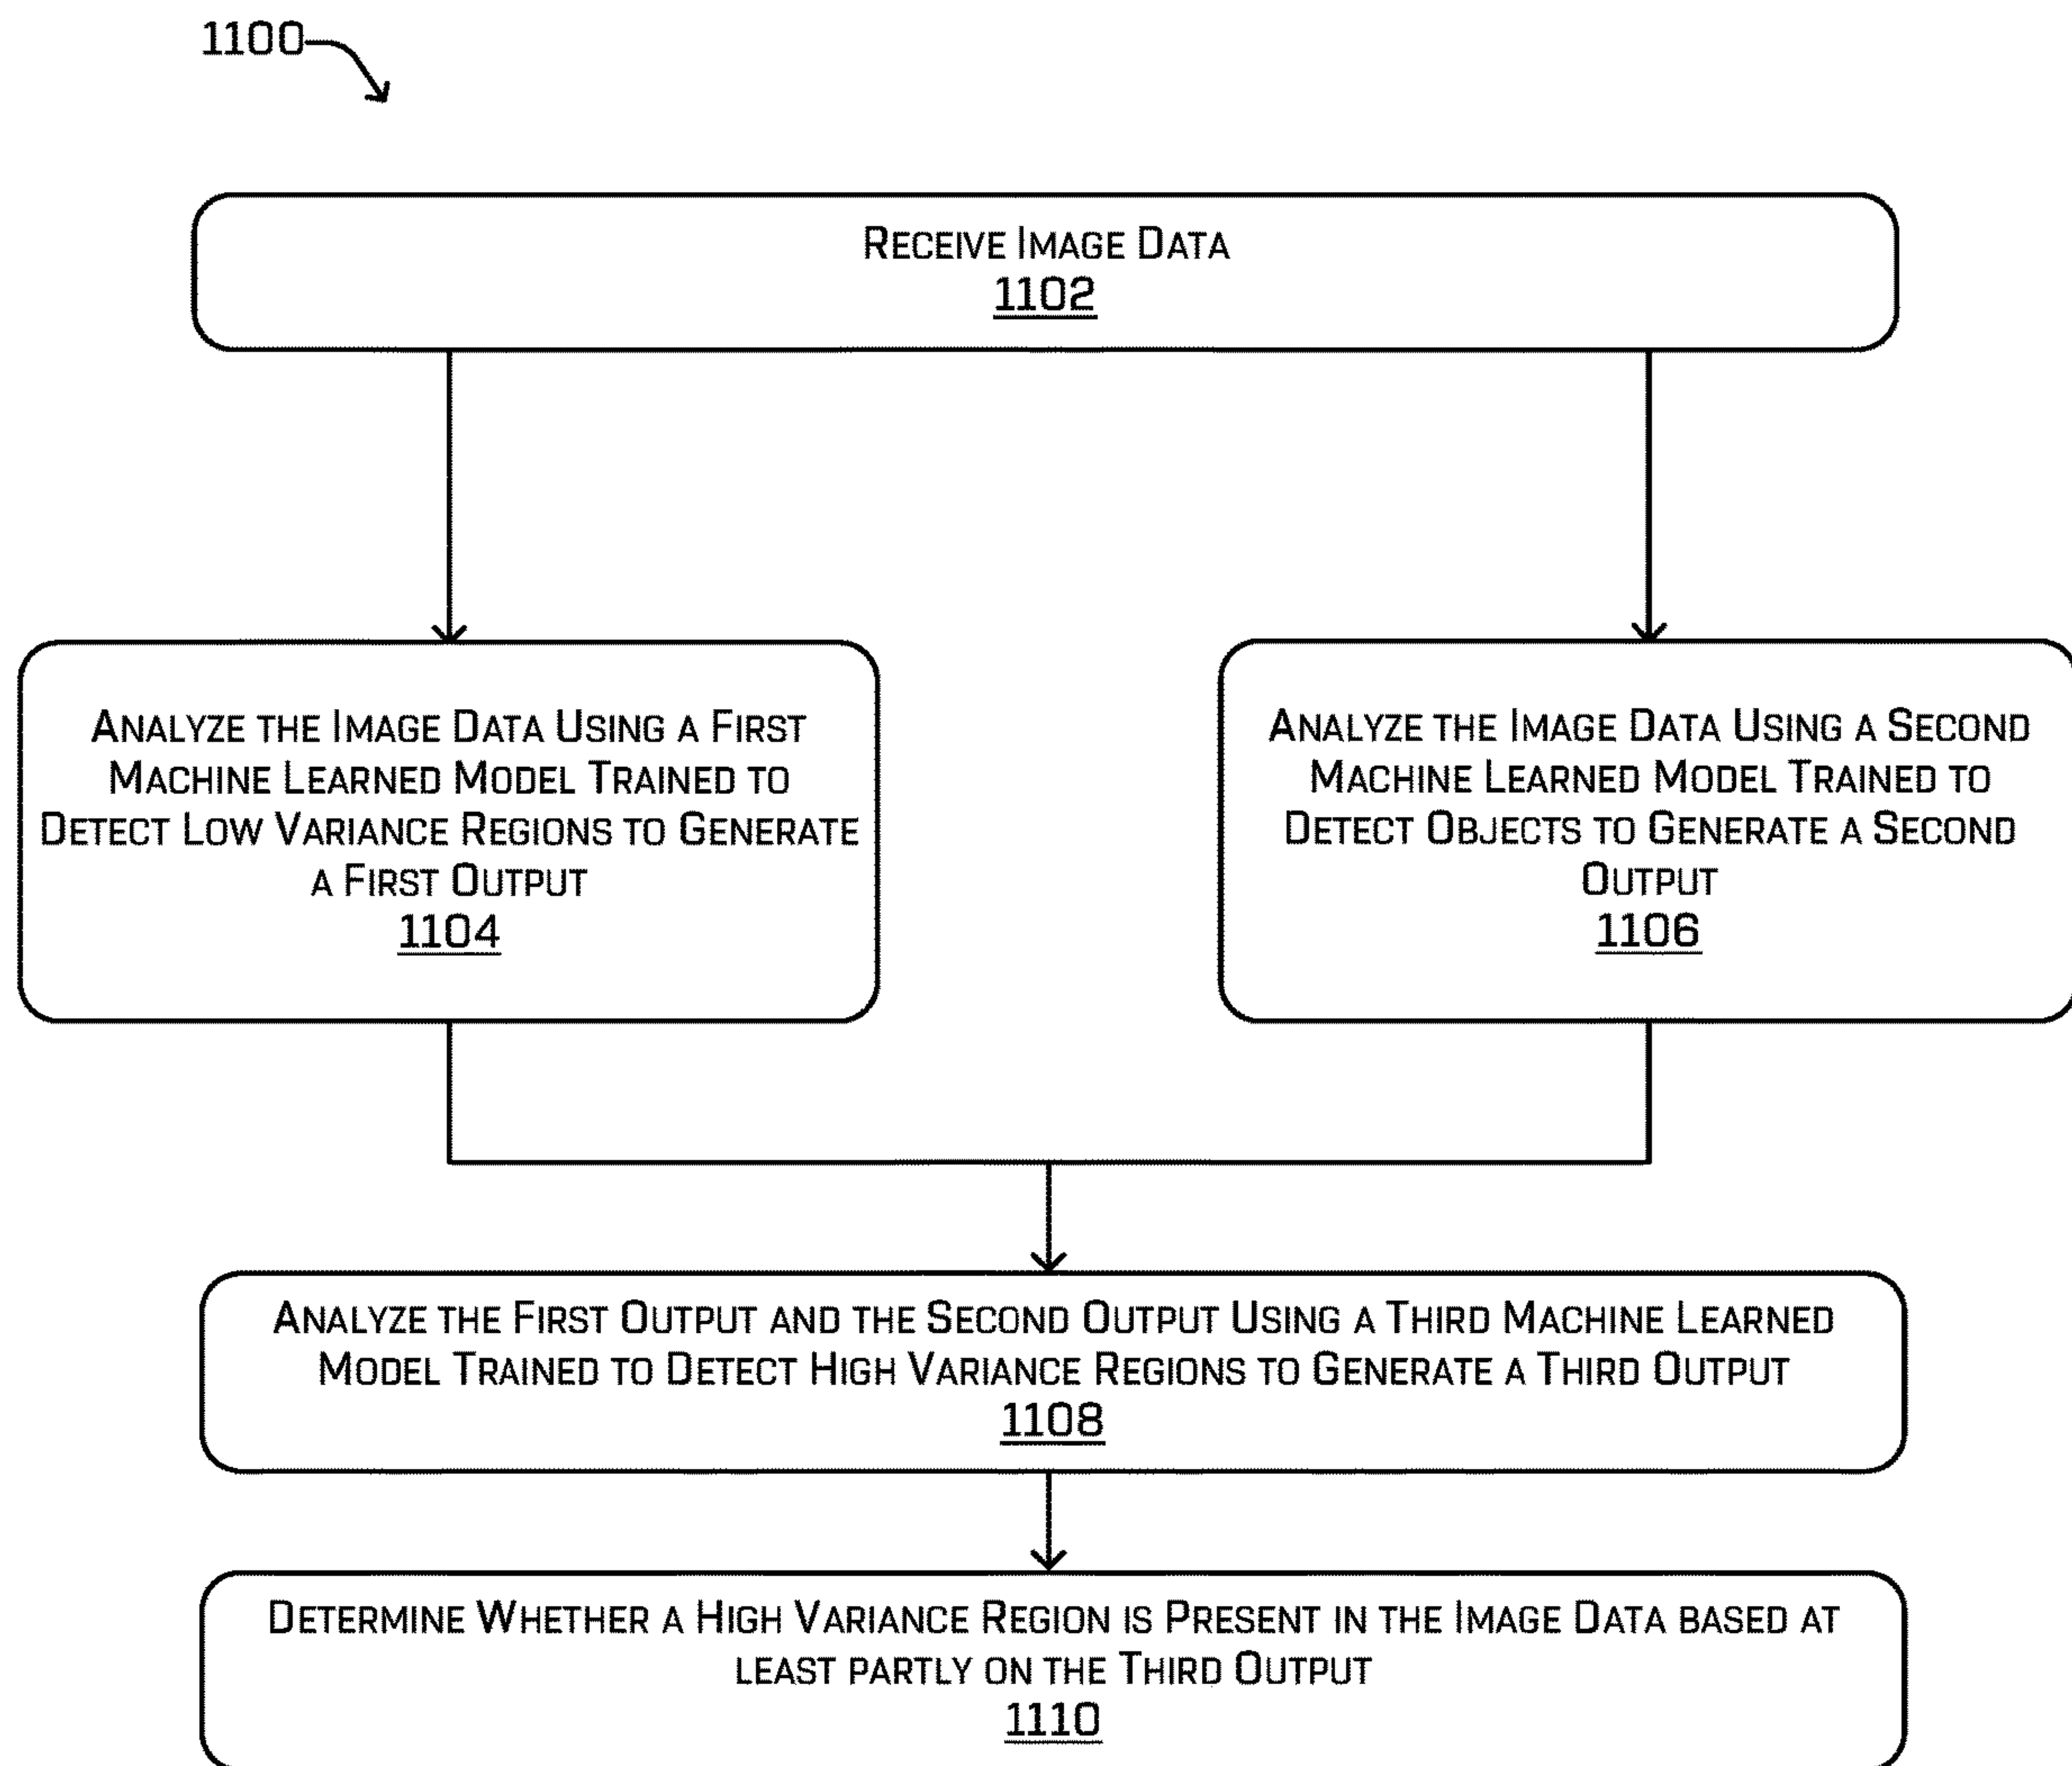 1100
Receive Image Data
1102
Analyze the Image Data Using a First
Machine Learned Model Trained to
Detect Low Variance Regions to Generate
a First Output
1104
Analyze the Image Data Using a Second
Machine Learned Model Trained to
Detect Objects to Generate a Second
Output
1106
Analyze the First Output and the Second Output Using a Third Machine Learned
Model Trained to Detect High Variance Regions to Generate a Third Output
1108
Determine Whether a High Variance Region is Present in the Image Data based at
least partly on the Third Output
1110